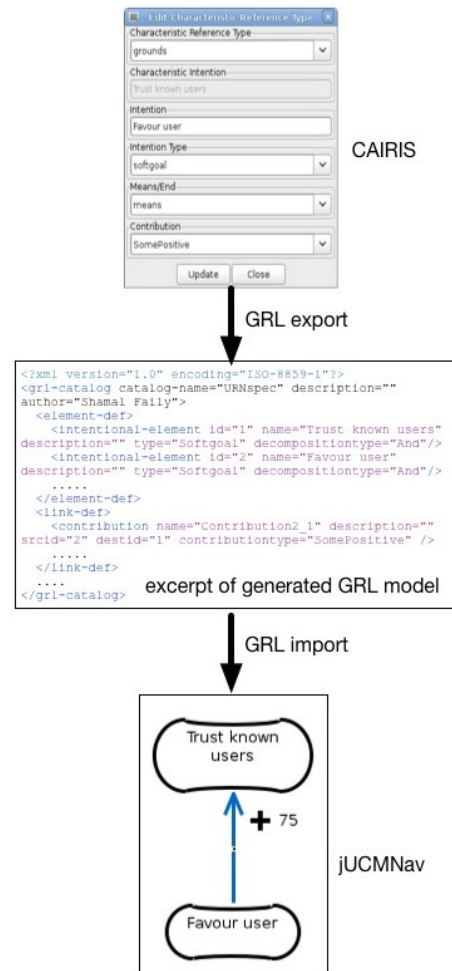 Edit Characteristic Reference Type
Characteristic Reference Type
grounds
Characteristic Intention
Trust known users
Intention
Favour user
Intention Type
softgoal
Means/End
means
Contribution
SomePositive
Update Close
CAIRIS
GRL export
<?xml version="1.0" encoding="ISO-8859-1"?>
<grl-catalog catalog-name="URNspec" description=""
author="Shamal Faily">
<element-def>
<intentional-element id="1" name="Trust known users"
description="" type="Softgoal" decompositiontype="And"/>
<intentional-element id="2" name="Favour user"
description="" type="Softgoal" decompositiontype="And"/>
.....
</element-def>
<link-def>
<contribution name="Contribution2_1" description=""
srcid="2" destid="1" contributiontype="SomePositive" />
.....
</link-def>
....
</grl-catalog>
excerpt of generated GRL model
GRL import
Trust known
users
+ 75
jUCMNav
Favour user